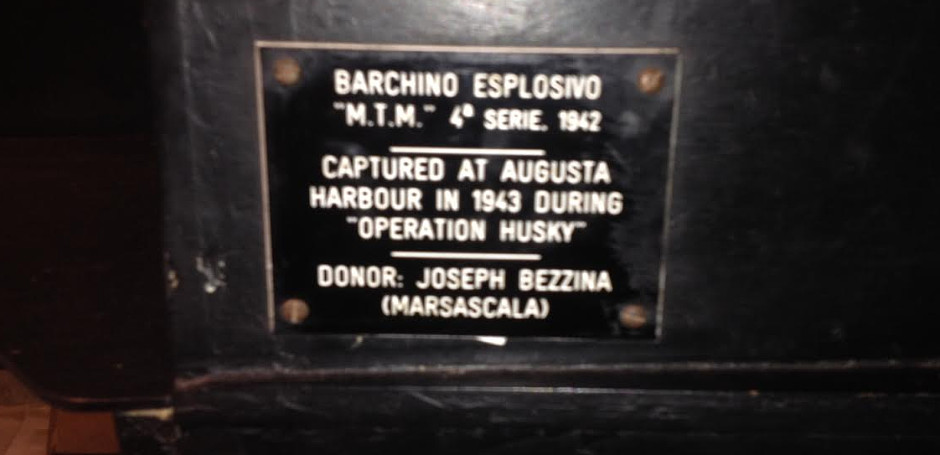 BARCHINO ESPLOSIVO
"M.T.M." 4ª SERIE. 1942
CAPTURED AT AUGUSTA
HARBOUR IN 1943 DURING
"OPERATION HUSKY"
DONOR: JOSEPH BEZZINA
(MARSASCALA)